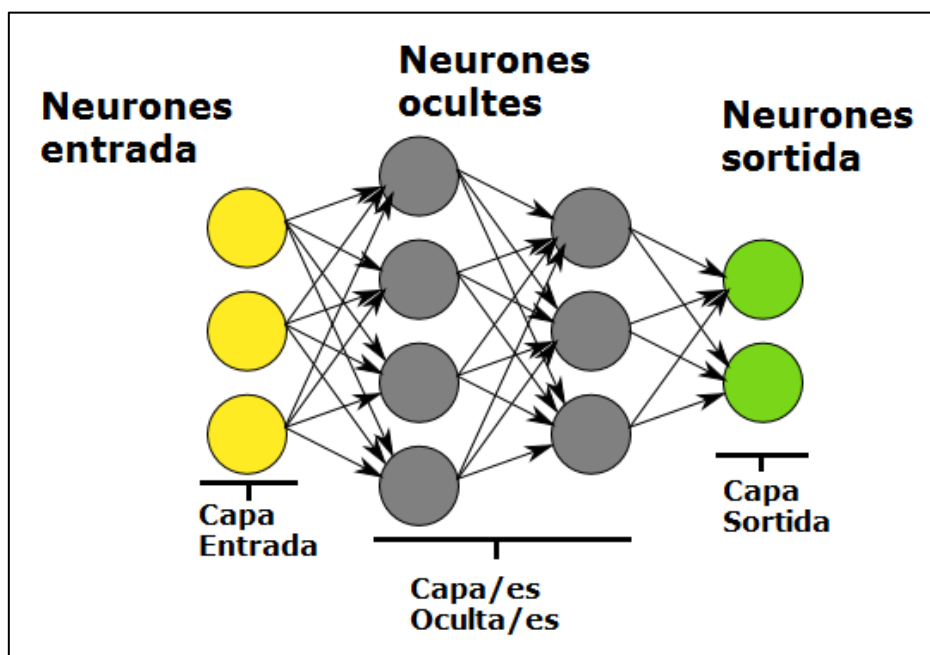 Neurones
entrada
Neurones
ocultes
Neurones
sortida
Capa
Entrada
Capa/es
Oculta/es
Capa
Sortida